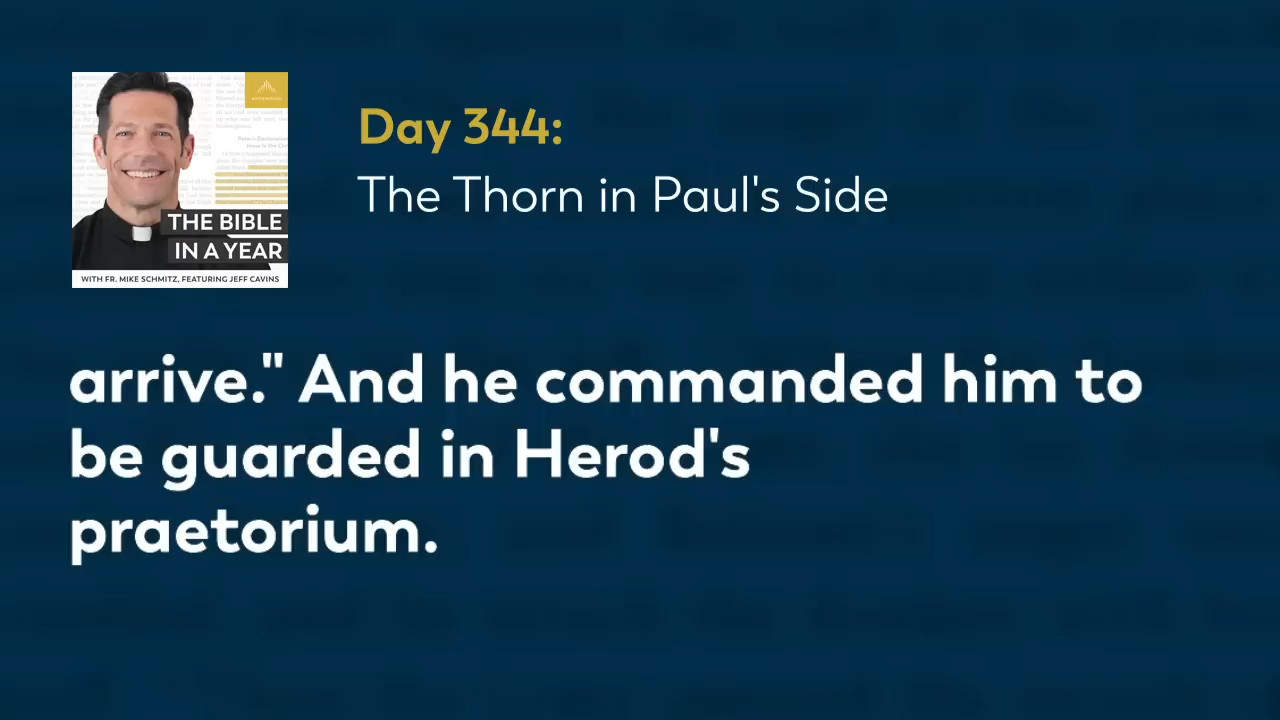 Day 344:
The Thorn in Paul's Side
THE BIBLE
IN A YEAR
WITH FR. MIKE SCHMITZ, FEATURING JEFF CAVINS
arrive." And he commanded him to
be guarded in Herod's
praetorium.